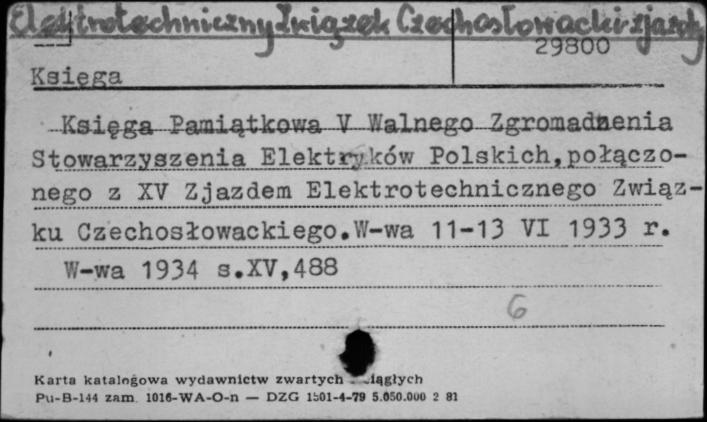 Elektrotechniczny Związek Czechosłowacki-zjazdy
29800
Księga
Księga Pamiątkowa V Walnego Zgromadzenia
Stowarzyszenia Elektryków Polskich,połączo-
nego z XV Zjazdem Elektrotechnicznego Związ-
ku Czechosłowackiego.W-wa 11-13 VI 1933 r.
W-wa 1934 s.XV,488
6
Karta katalogowa wydawnictw zwartych
Pu-B-144 zam. 1016-WA-O-n — DZG 1501-4-79 5.050.000 2 81